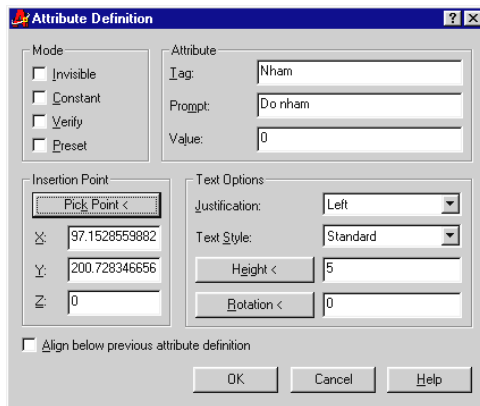 Attribute Definition
Mode
Invisible
Constant
Verify
Preset
Attribute
Tag: Nham
Prompt: Do nham
Value: 0
Insertion Point
Pick Point <
X: 97.1528559882
Y: 200.728346656
Z: 0
Text Options
Justification: Left
Text Style: Standard
Height < 5
Rotation < 0
Align below previous attribute definition
OK Cancel Help